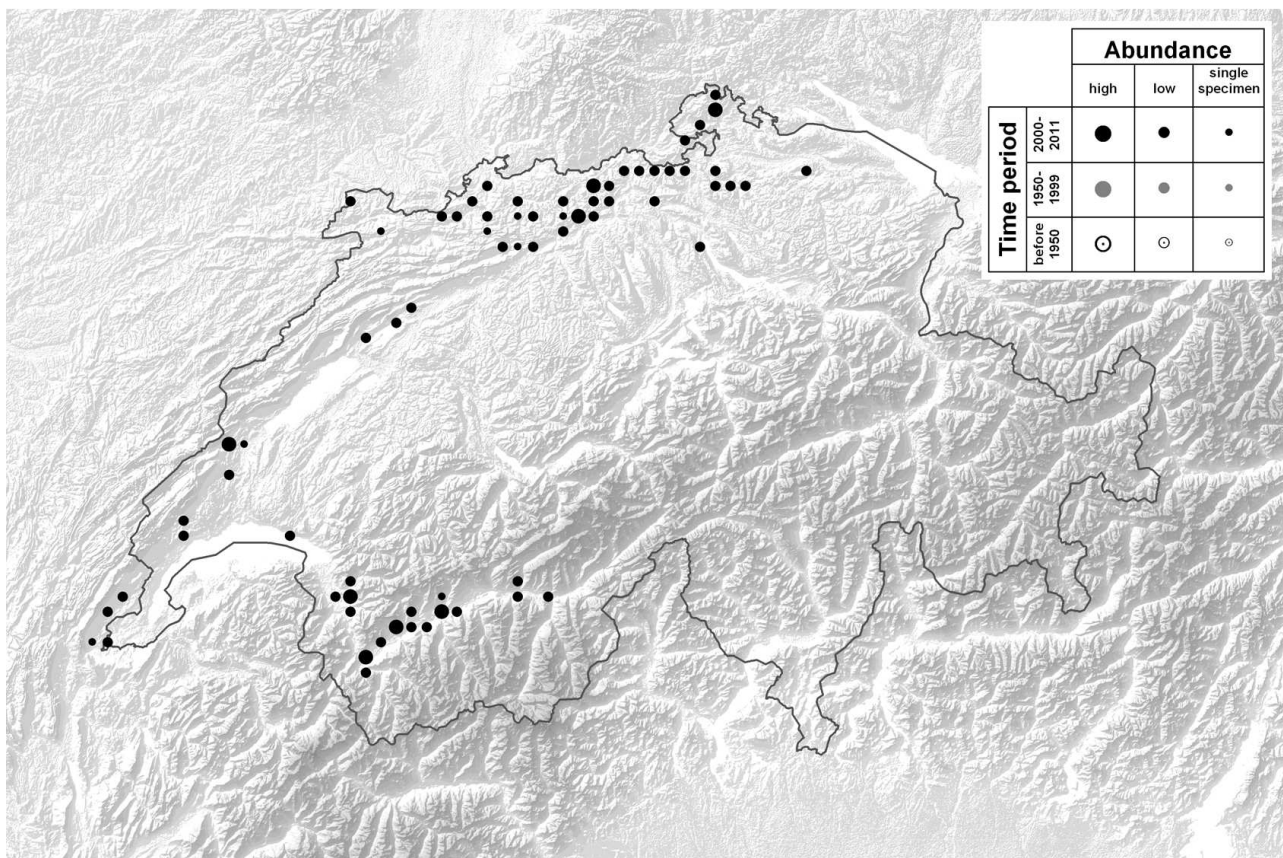 Abundance
high
low
single
specimen
Time period
2000-
2011
1950-
1999
before
1950